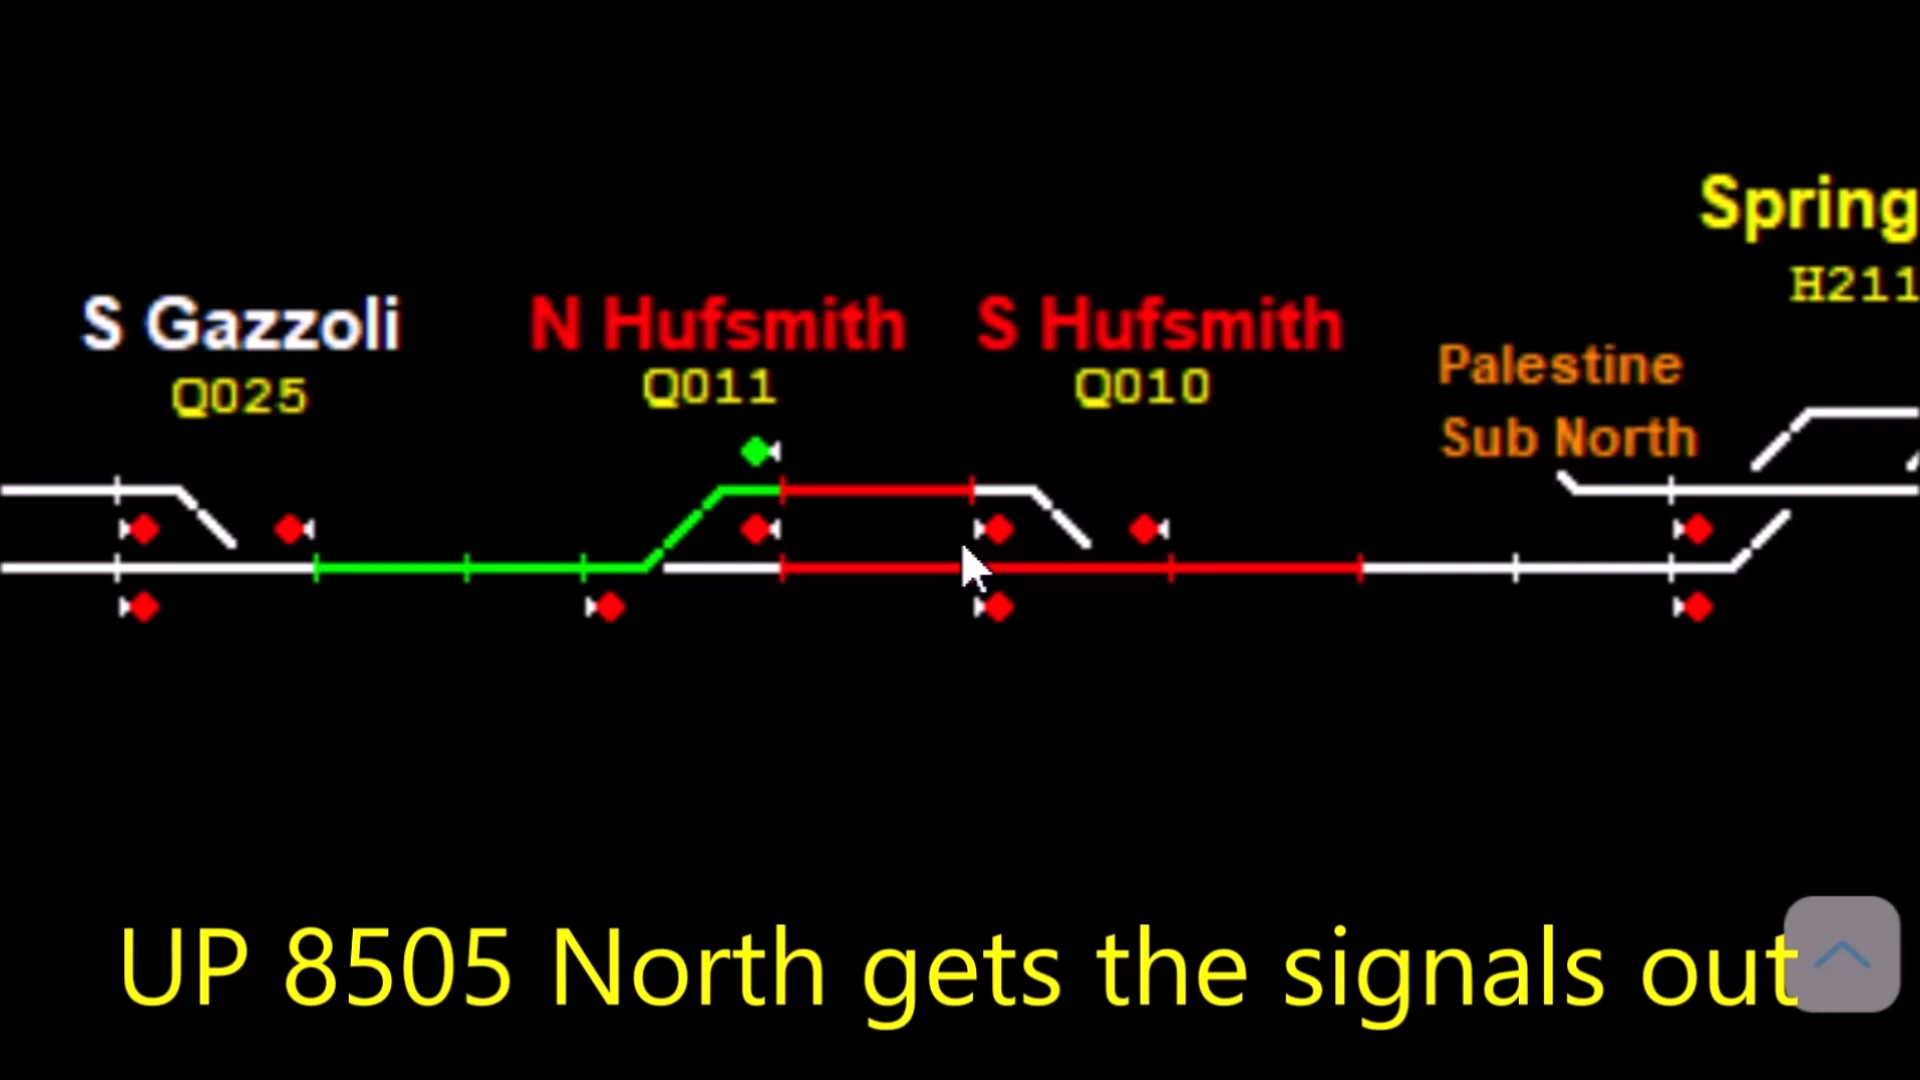 Spring
H211
S Gazzoli
N Hufsmith
S Hufsmith
Q025
Q011
Q010
Palestine
Sub North
UP 8505 North gets the signals out